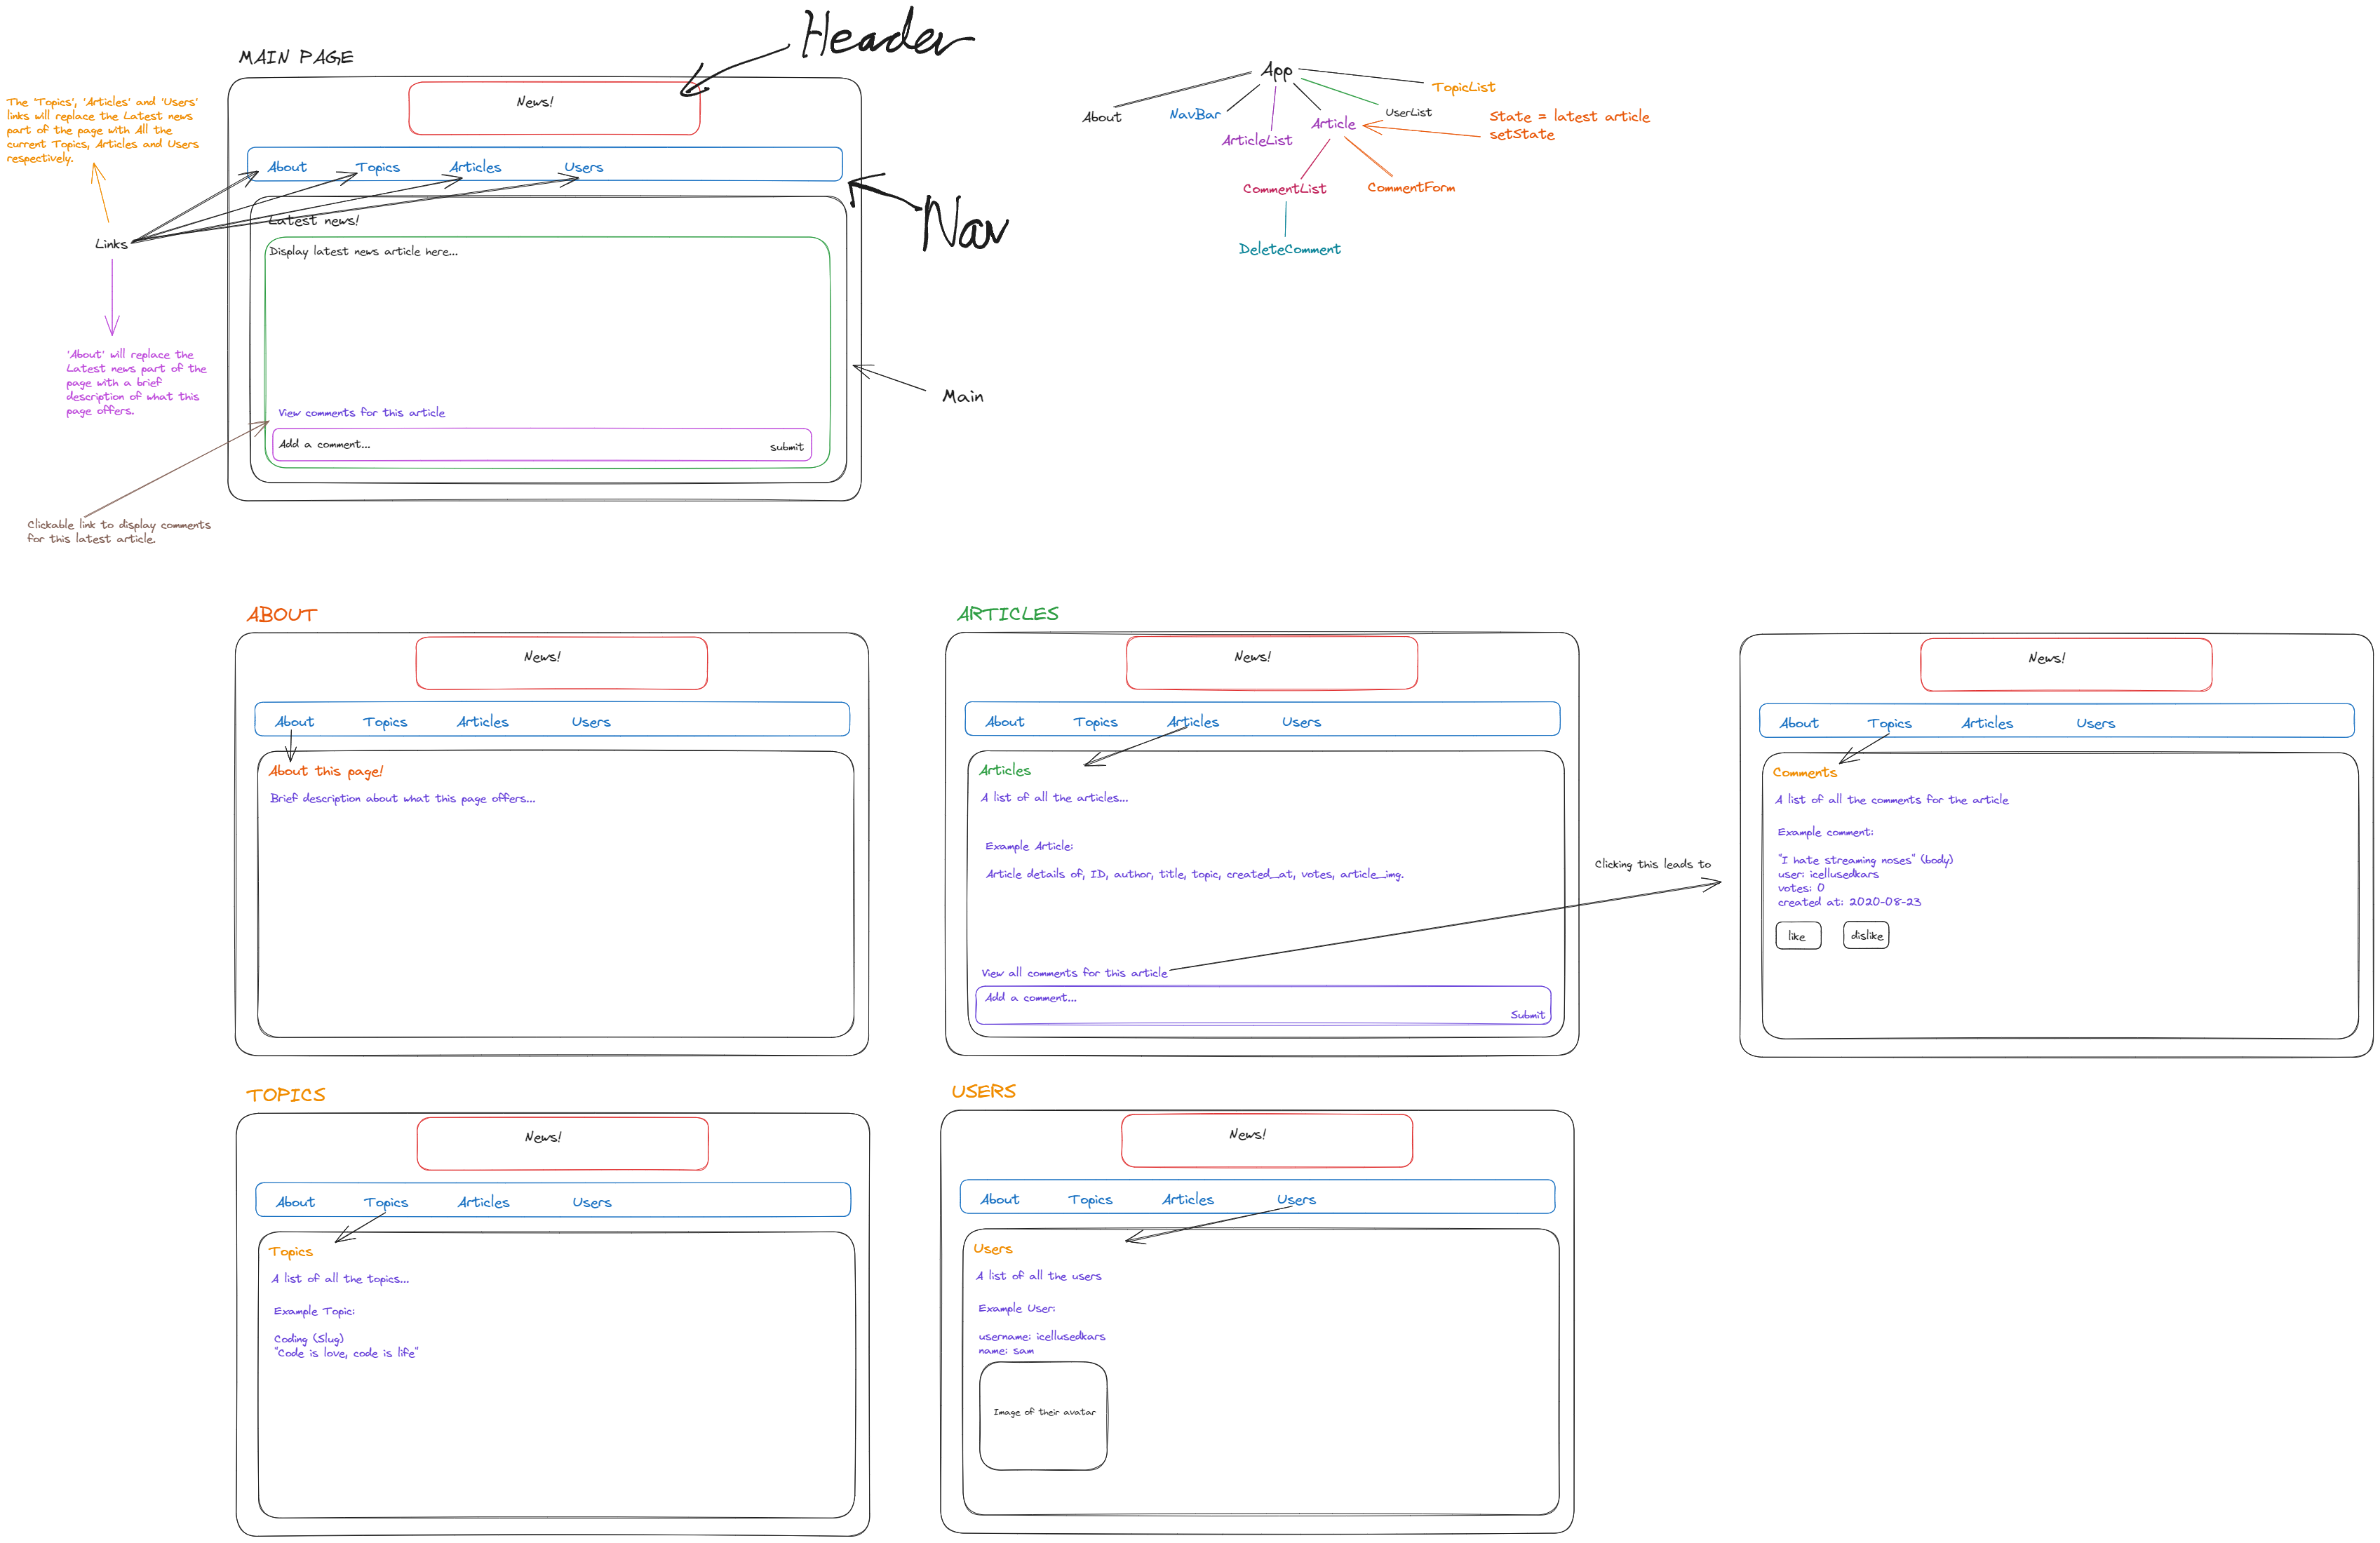 MAIN PAGE
Header
News!
About Topics Articles Users
Nav
Latest news!
Display latest news article here...
View comments for this article
Add a comment...
submit
Main
The 'Topics', 'Articles' and 'Users'
links will replace the Latest news
part of the page with All the
current Topics, Articles and Users
respectively.
Links
'About' will replace the
Latest news part of the
page with a brief
description of what this
page offers.
Clickable link to display comments
for this latest article.
App
About
NavBar
ArticleList
Article
UserList
TopicList
State = latest article
setState
CommentList
CommentForm
DeleteComment
ABOUT
News!
About Topics Articles Users
About this page!
Brief description about what this page offers...
ARTICLES
News!
About Topics Articles Users
Articles
A list of all the articles...
Example Article:
Article details of, ID, author, title, topic, created_at, votes, article_img.
View all comments for this article
Add a comment...
Submit
Clicking this leads to
News!
About Topics Articles Users
Comments
A list of all the comments for the article
Example comment:
"I hate streaming noses" (body)
user: icellusedkars
votes: 0
created at: 2020-08-23
like
dislike
TOPICS
News!
About Topics Articles Users
Topics
A list of all the topics...
Example Topic:
Coding (Slug)
"Code is love, code is life"
USERS
News!
About Topics Articles Users
Users
A list of all the users
Example User:
username: icellusedkars
name: sam
Image of their avatar